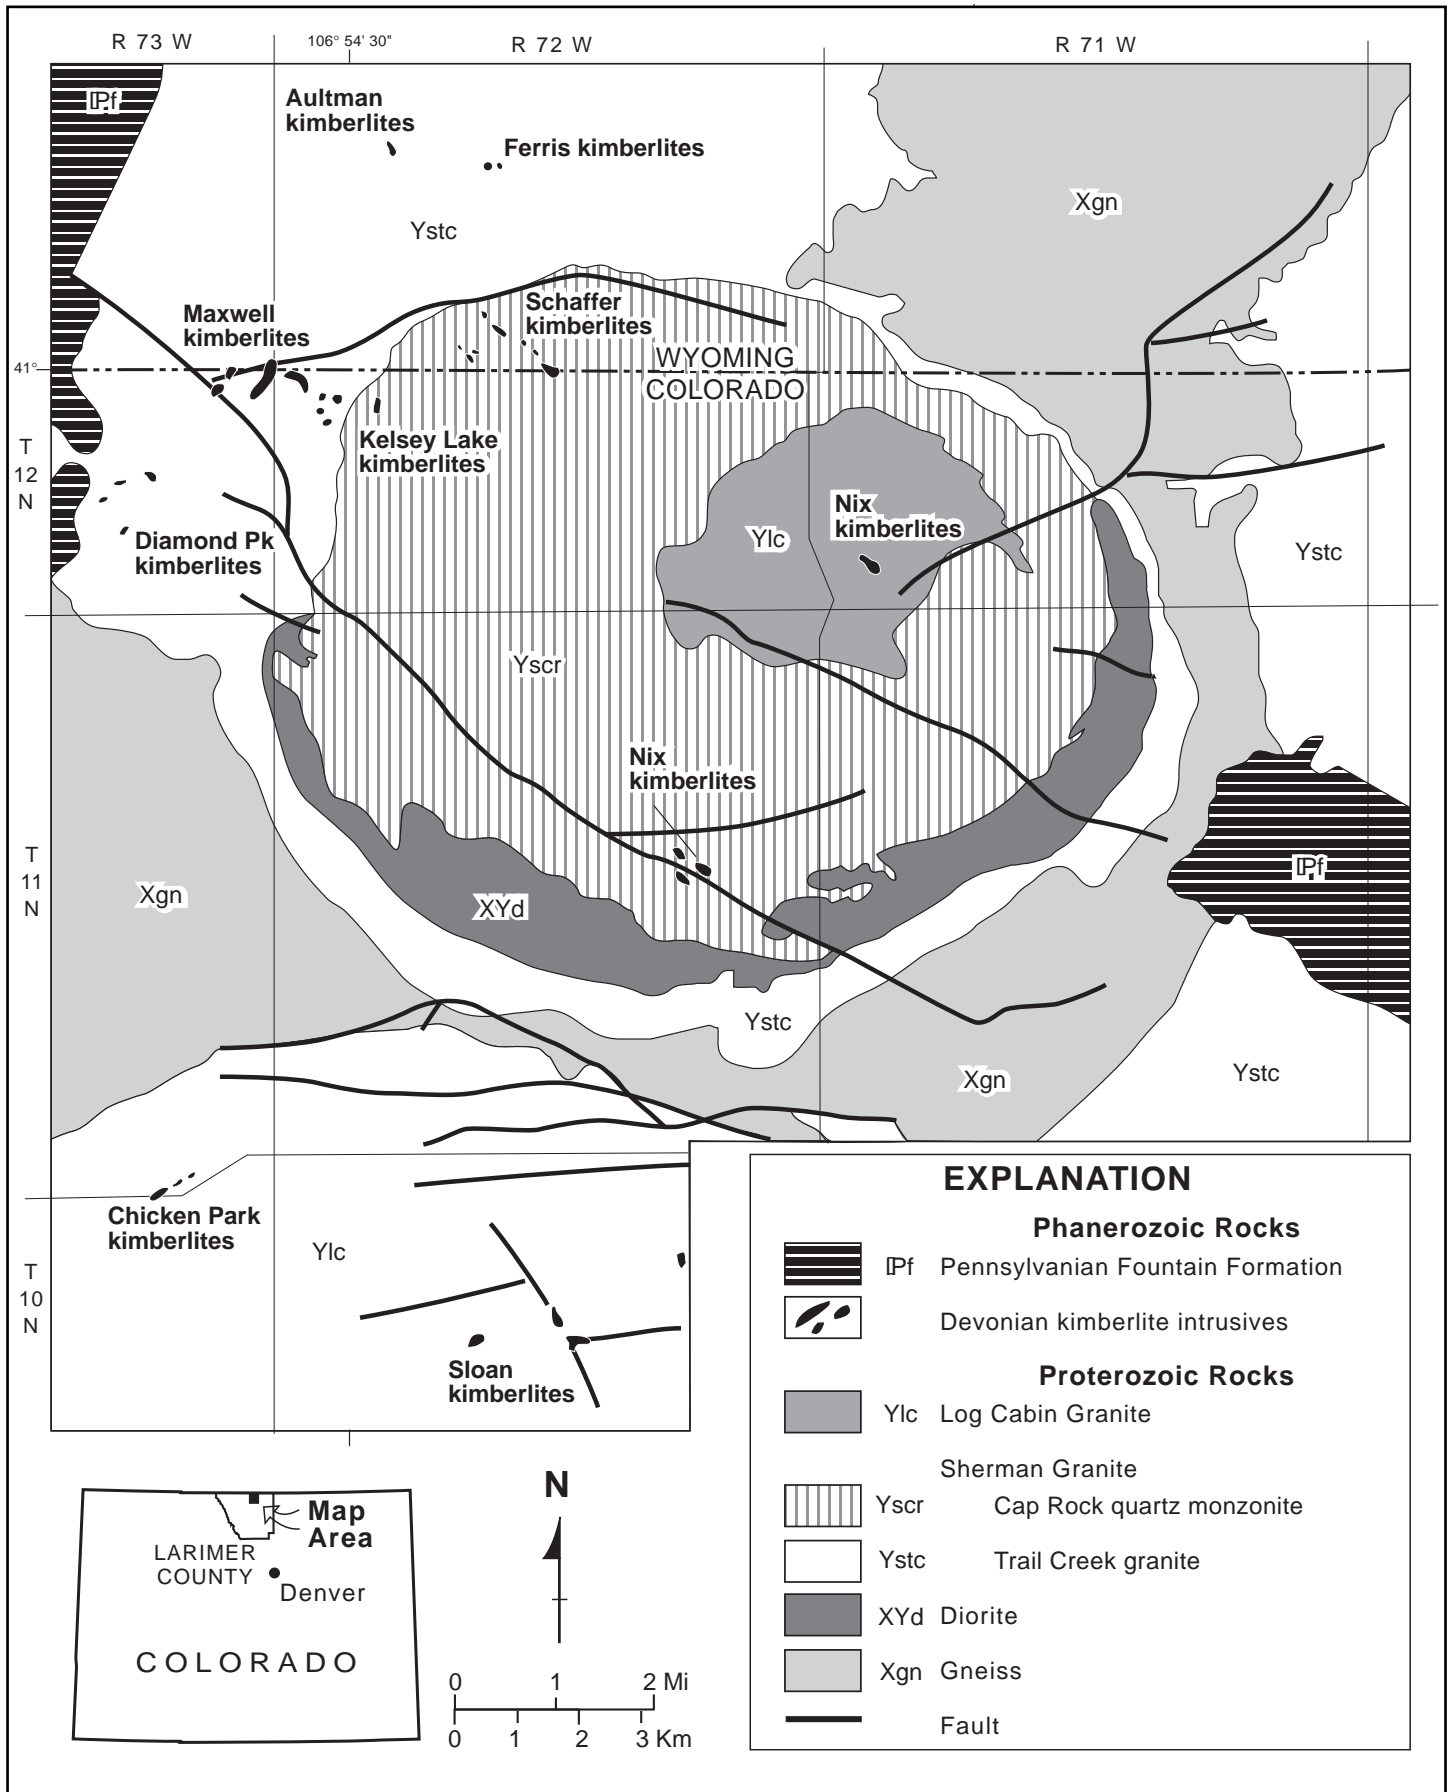 R 73 W
106° 54' 30"
R 72 W
R 71 W
ℙf
Aultman
kimberlites
Ferris kimberlites
Xgn
Ystc
Maxwell
kimberlites
Schaffer
kimberlites
WYOMING
COLORADO
41°
T
12
N
Kelsey Lake
kimberlites
Nix
kimberlites
Ylc
Diamond Pk
kimberlites
Ystc
Yscr
Nix
kimberlites
T
11
N
Xgn
XYd
ℙf
Ystc
Xgn
Ystc
Chicken Park
kimberlites
Ylc
T
10
N
Sloan
kimberlites
EXPLANATION
Phanerozoic Rocks
ℙf Pennsylvanian Fountain Formation
Devonian kimberlite intrusives
Proterozoic Rocks
Ylc Log Cabin Granite
Sherman Granite
Yscr Cap Rock quartz monzonite
Ystc Trail Creek granite
XYd Diorite
Xgn Gneiss
Fault
Map
Area
LARIMER
COUNTY
Denver
COLORADO
N
0 1 2 Mi
0 1 2 3 Km